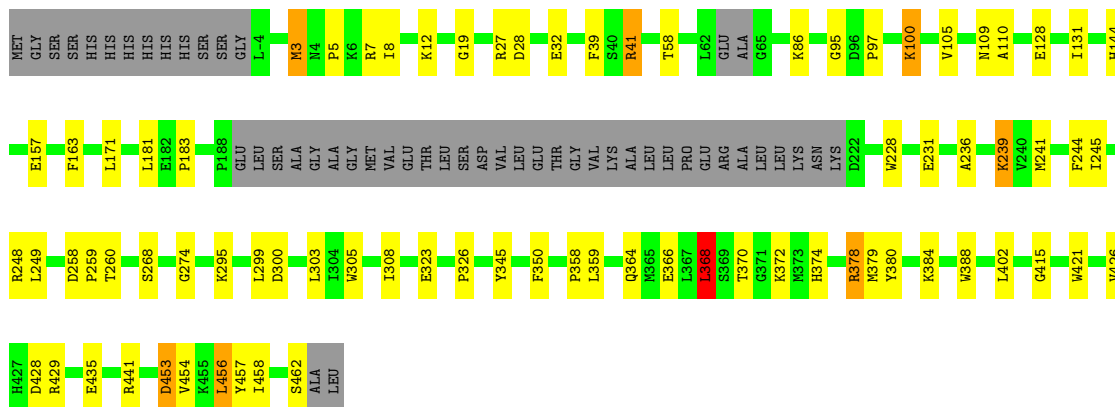 MET GLY SER SER HIS HIS HIS HIS HIS HIS SER SER GLY L-4 M3 N4 P5 K6 R7 I8 K12 G19 R27 D28 E32 F39 S40 R41 T58 L62 GLU ALA G65 K86 G95 D96 P97 K100 V105 N109 A110 E128 I131 H144
E157 F163 L171 L181 E182 P183 P188 GLU LEU SER ALA GLY ALA GLY MET VAL GLU THR LEU SER ASP VAL LEU GLU THR GLY VAL LYS ALA LEU LEU PRO GLU ARG ALA LEU LEU LYS ASN LYS D222 W228 E231 A236 K239 V240 M241 F244 I245
R248 L249 D258 P259 T260 S268 G274 K295 L299 D300 L303 I304 W305 I308 E323 P326 Y345 F350 P358 L359 Q364 M365 E366 L367 L368 S369 T370 G371 K372 M373 H374 R378 M379 Y380 K384 W388 L402 G415 W421 V426
H427 D428 R429 E435 R441 D453 V454 K455 L456 Y457 I458 S462 ALA LEU